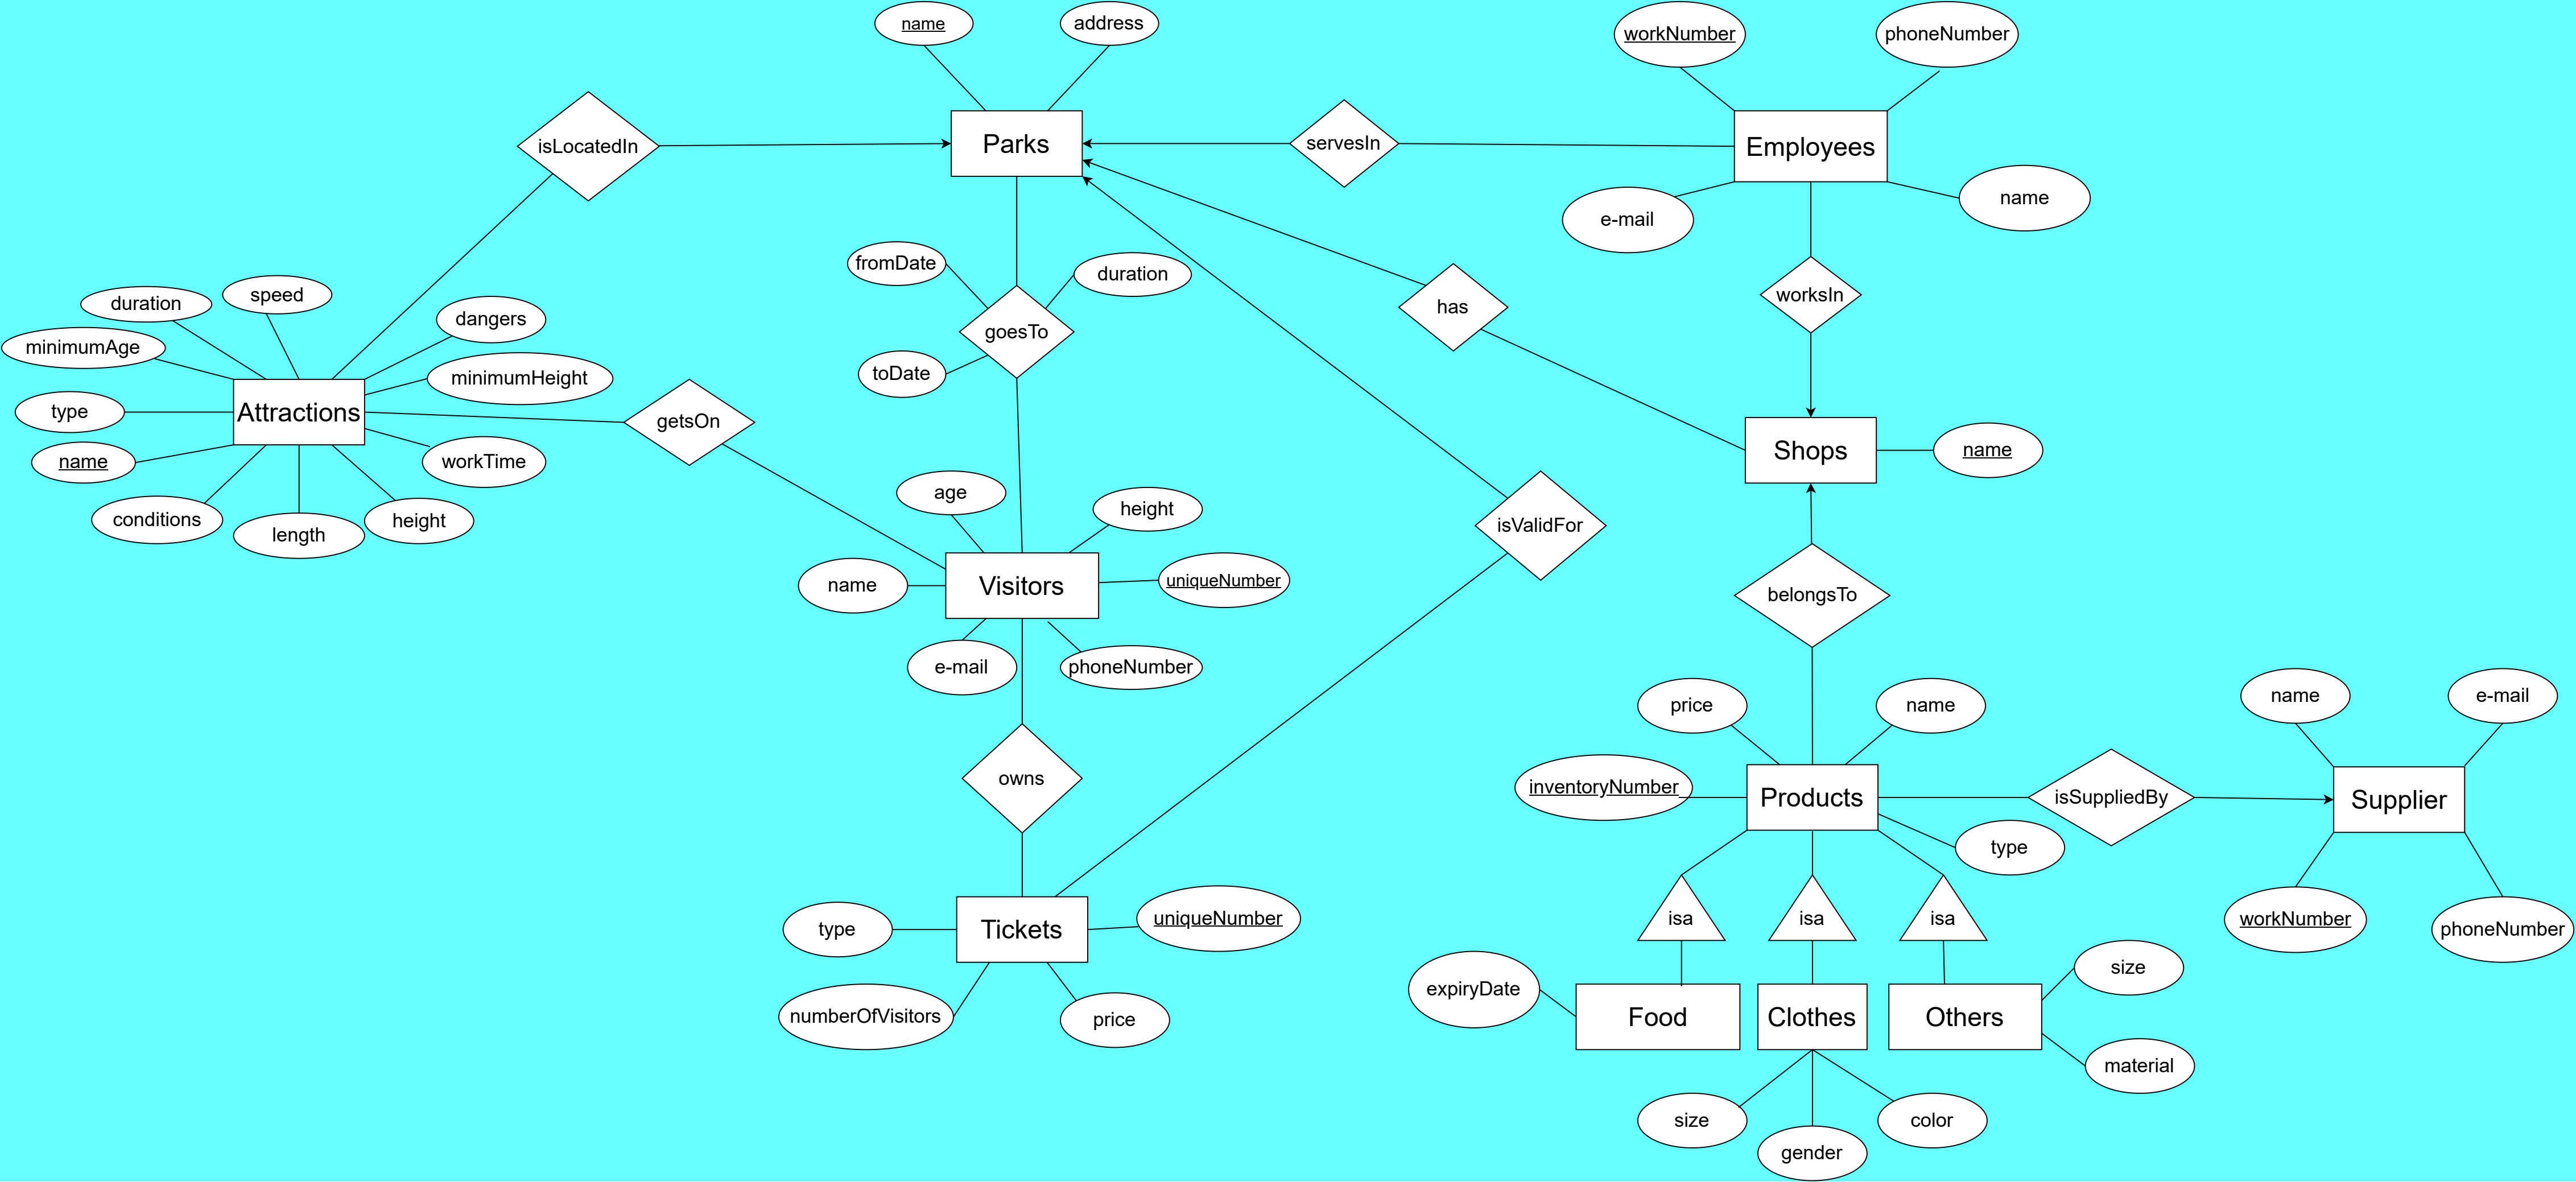 name
address
workNumber
phoneNumber
isLocatedIn
Parks
servesIn
Employees
e-mail
name
fromDate
duration
goesTo
toDate
has
worksIn
duration
speed
dangers
minimumAge
minimumHeight
type
Attractions
getsOn
name
workTime
conditions
length
height
Shops
name
age
height
isValidFor
name
Visitors
uniqueNumber
e-mail
phoneNumber
belongsTo
owns
price
name
name
e-mail
inventoryNumber
Products
isSuppliedBy
Supplier
type
workNumber
phoneNumber
type
Tickets
uniqueNumber
numberOfVisitors
price
isa
isa
isa
expiryDate
Food
Clothes
Others
size
material
size
gender
color